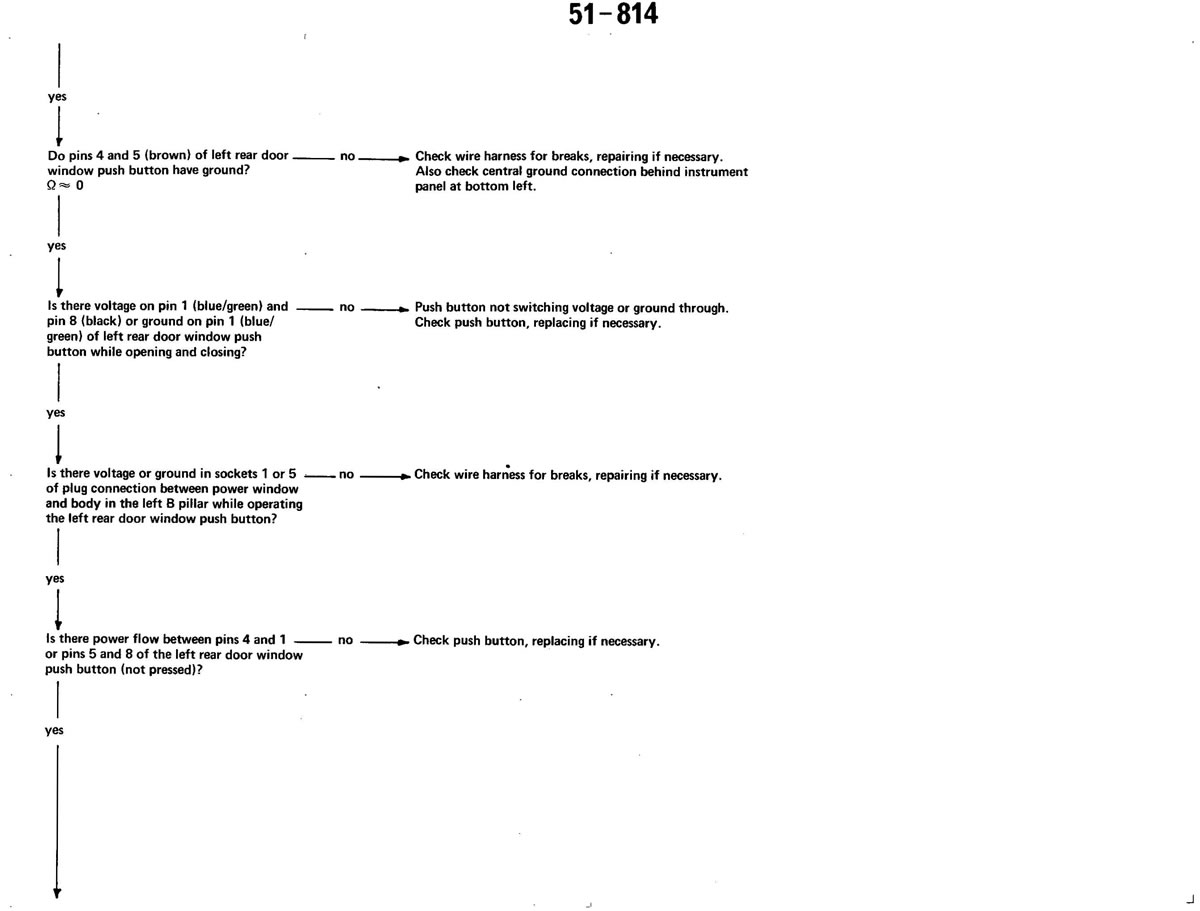 51-814
yes
Do pins 4 and 5 (brown) of left rear door no Check wire harness for breaks, repairing if necessary.
window push button have ground? Also check central ground connection behind instrument
Ω ≈ 0 panel at bottom left.
yes
Is there voltage on pin 1 (blue/green) and no Push button not switching voltage or ground through.
pin 8 (black) or ground on pin 1 (blue/ Check push button, replacing if necessary.
green) of left rear door window push
button while opening and closing?
yes
Is there voltage or ground in sockets 1 or 5 no Check wire harness for breaks, repairing if necessary.
of plug connection between power window
and body in the left B pillar while operating
the left rear door window push button?
yes
Is there power flow between pins 4 and 1 no Check push button, replacing if necessary.
or pins 5 and 8 of the left rear door window
push button (not pressed)?
yes